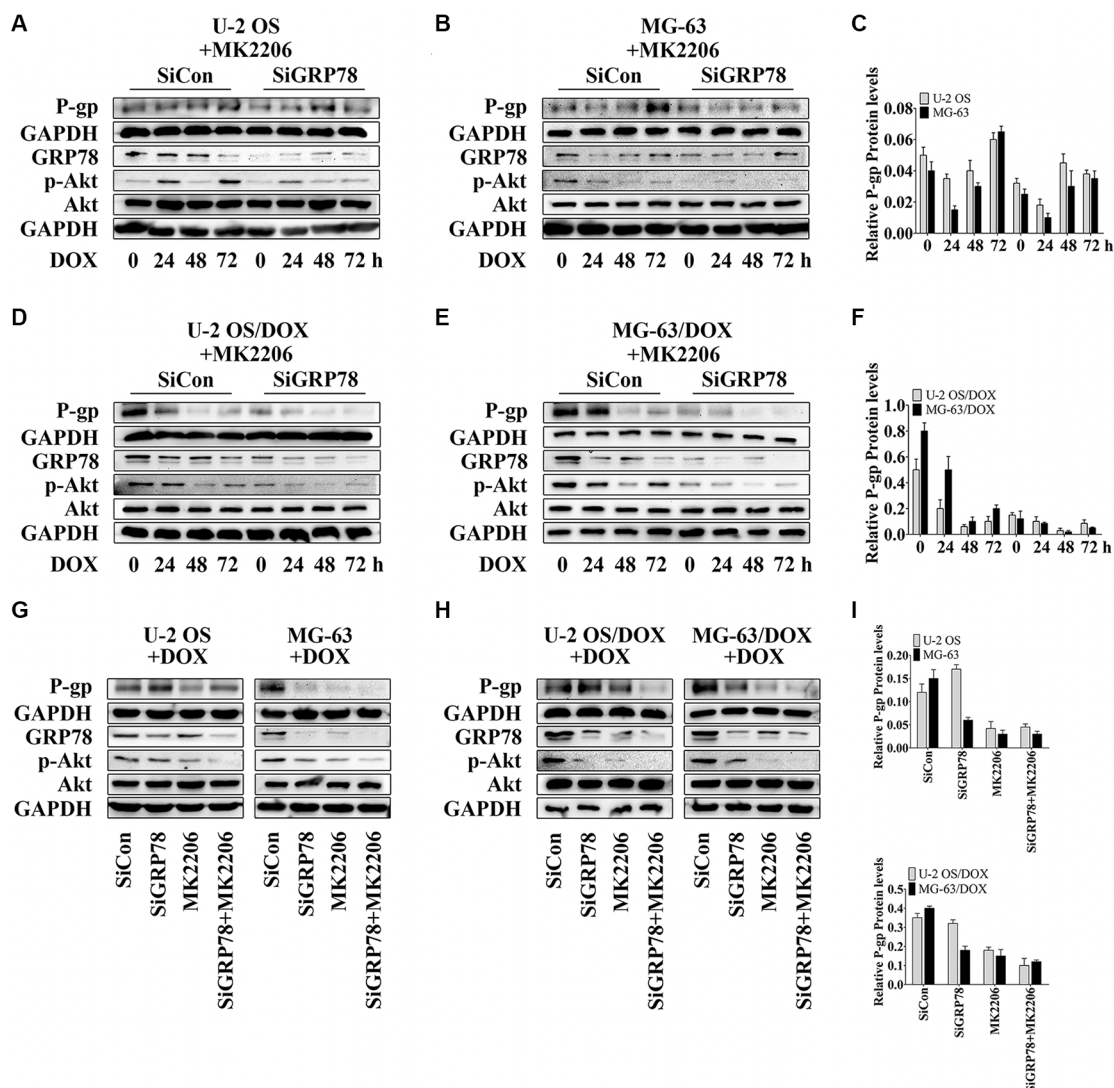 A
U-2 OS
+MK2206
SiCon SiGRP78
P-gp
GAPDH
GRP78
p-Akt
Akt
GAPDH
DOX 0 24 48 72 0 24 48 72 h
B
MG-63
+MK2206
SiCon SiGRP78
P-gp
GAPDH
GRP78
p-Akt
Akt
GAPDH
DOX 0 24 48 72 0 24 48 72 h
C
Relative P-gp Protein levels
U-2 OS
MG-63
0.08
0.06
0.04
0.02
0.00
0 24 48 72 0 24 48 72 h
D
U-2 OS/DOX
+MK2206
SiCon SiGRP78
P-gp
GAPDH
GRP78
p-Akt
Akt
GAPDH
DOX 0 24 48 72 0 24 48 72 h
E
MG-63/DOX
+MK2206
SiCon SiGRP78
P-gp
GAPDH
GRP78
p-Akt
Akt
GAPDH
DOX 0 24 48 72 0 24 48 72 h
F
Relative P-gp Protein levels
U-2 OS/DOX
MG-63/DOX
1.0
0.8
0.6
0.4
0.2
0.0
0 24 48 72 0 24 48 72 h
G
U-2 OS
+DOX
MG-63
+DOX
P-gp
GAPDH
GRP78
p-Akt
Akt
GAPDH
SiCon
SiGRP78
MK2206
SiGRP78+MK2206
SiCon
SiGRP78
MK2206
SiGRP78+MK2206
H
U-2 OS/DOX
+DOX
MG-63/DOX
+DOX
P-gp
GAPDH
GRP78
p-Akt
Akt
GAPDH
SiCon
SiGRP78
MK2206
SiGRP78+MK2206
SiCon
SiGRP78
MK2206
SiGRP78+MK2206
I
Relative P-gp Protein levels
U-2 OS
MG-63
0.20
0.15
0.10
0.05
0.00
SiCon
SiGRP78
MK2206
SiGRP78+MK2206
Relative P-gp Protein levels
U-2 OS/DOX
MG-63/DOX
0.5
0.4
0.3
0.2
0.1
0.0
SiCon
SiGRP78
MK2206
SiGRP78+MK2206